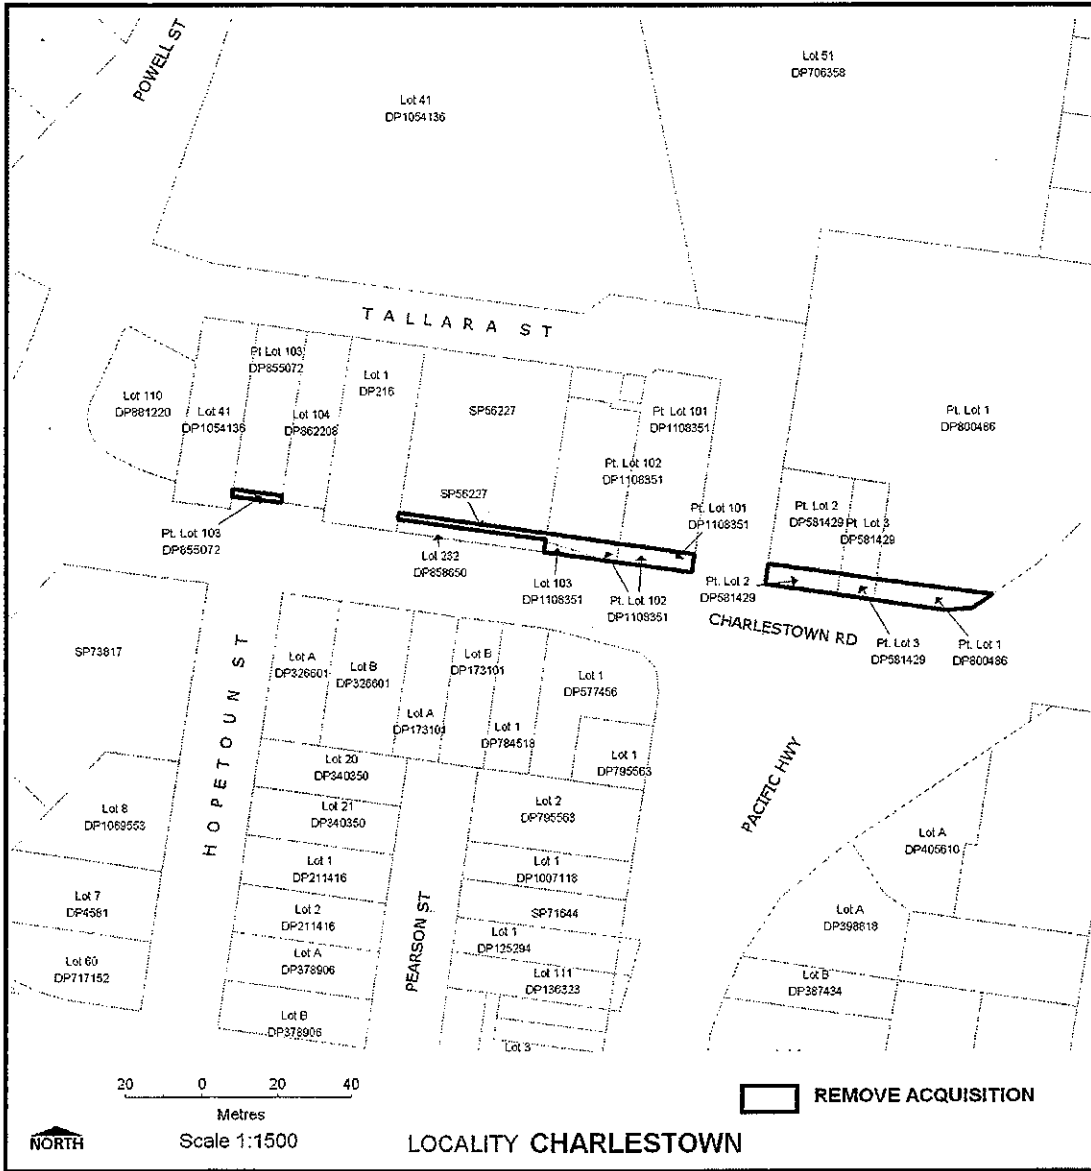 POWELL ST
Lot 41
DP1054136
Lot 51
DP706358
TALLARA ST
Lot 110
DP881220
Lot 41
DP1054136
Pt Lot 103
DP855072
Lot 104
DP862208
Lot 1
DP216
SP56227
Pt. Lot 101
DP1108351
Pt. Lot 102
DP1108351
Pt. Lot 1
DP800486
Pt. Lot 2
DP581429
Pt. Lot 3
DP581429
SP56227
Pt. Lot 101
DP1108351
Pt. Lot 103
DP855072
Lot 232
DP858650
Lot 103
DP1108351
Pt. Lot 102
DP1108351
Pt. Lot 2
DP581429
CHARLESTOWN RD
Pt. Lot 3
DP581429
Pt. Lot 1
DP800486
SP73817
HOPETOUN ST
Lot A
DP326601
Lot B
DP326601
Lot A
DP173101
Lot B
DP173101
Lot 1
DP784518
Lot 1
DP577456
Lot 1
DP795563
Lot 20
DP340350
Lot 21
DP340350
Lot 1
DP211416
Lot 2
DP211416
Lot A
DP378906
Lot B
DP378906
PEARSON ST
Lot 2
DP795563
Lot 1
DP1007118
SP71644
Lot 1
DP125294
Lot 111
DP136323
Lot 3
PACIFIC HWY
Lot A
DP405610
Lot A
DP398818
Lot B
DP387434
Lot 8
DP1069553
Lot 7
DP4581
Lot 60
DP717152
20 0 20 40
Metres
Scale 1:1500
NORTH
LOCALITY CHARLESTOWN
REMOVE ACQUISITION